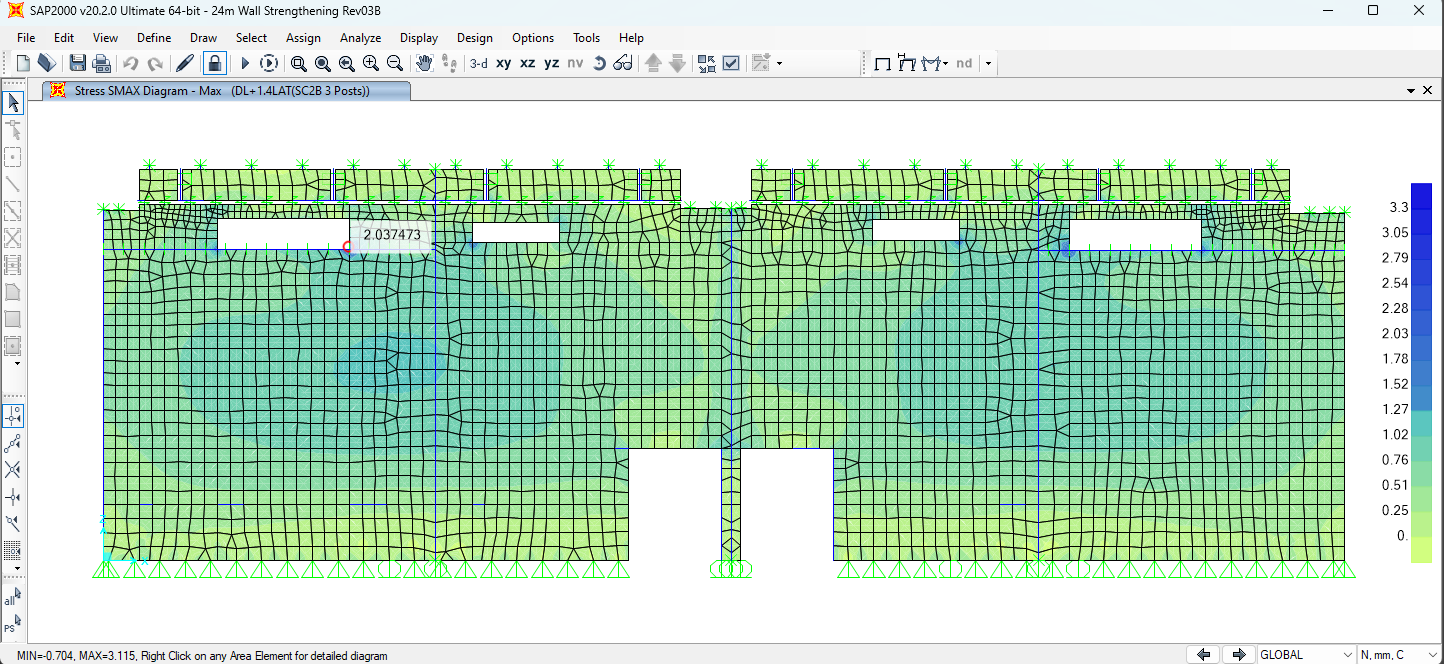 SAP2000 v20.2.0 Ultimate 64-bit - 24m Wall Strengthening Rev03B
File Edit View Define Draw Select Assign Analyze Display Design Options Tools Help
3-d xy xz yz nv nd
Stress SMAX Diagram - Max (DL+1.4LAT(SC2B 3 Posts))
2.037473
3.3
3.05
2.79
2.54
2.28
2.03
1.78
1.52
1.27
1.02
0.76
0.51
0.25
0.
Z
X
all
PS
MIN=-0.704, MAX=3.115, Right Click on any Area Element for detailed diagram
GLOBAL
N, mm, C